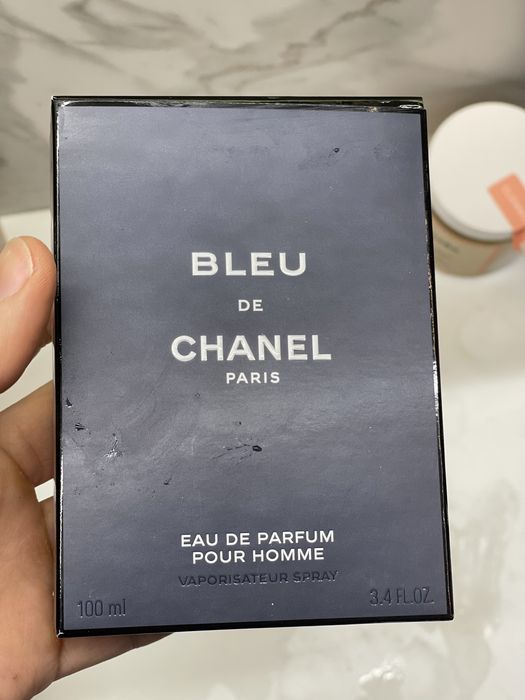 BLEU
DE
CHANEL
PARIS
EAU DE PARFUM
POUR HOMME
VAPORISATEUR SPRAY
100 ml
3.4 FL.OZ.